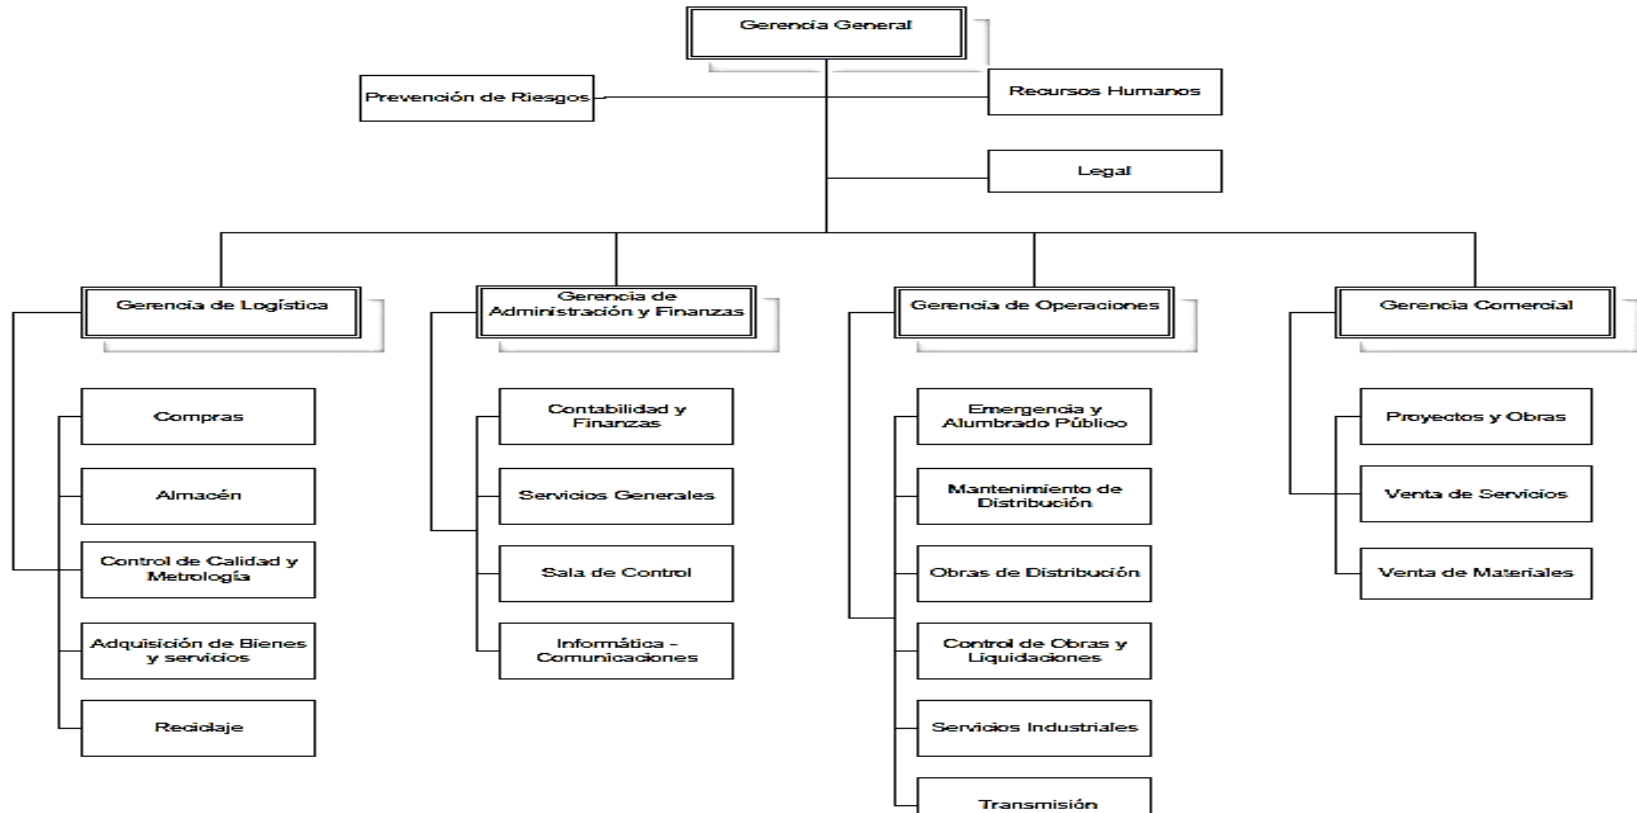 Gerencia General
Prevención de Riesgos
Recursos Humanos
Legal
Gerencia de Logística
Gerencia de
Administración y Finanzas
Gerencia de Operaciones
Gerencia Comercial
Compras
Almacén
Control de Calidad y
Metrología
Adquisición de Bienes
y servicios
Reciclaje
Contabilidad y
Finanzas
Servicios Generales
Sala de Control
Informática -
Comunicaciones
Emergencia y
Alumbrado Público
Mantenimiento de
Distribución
Obras de Distribución
Control de Obras y
Liquidaciones
Servicios Industriales
Transmisión
Proyectos y Obras
Venta de Servicios
Venta de Materiales